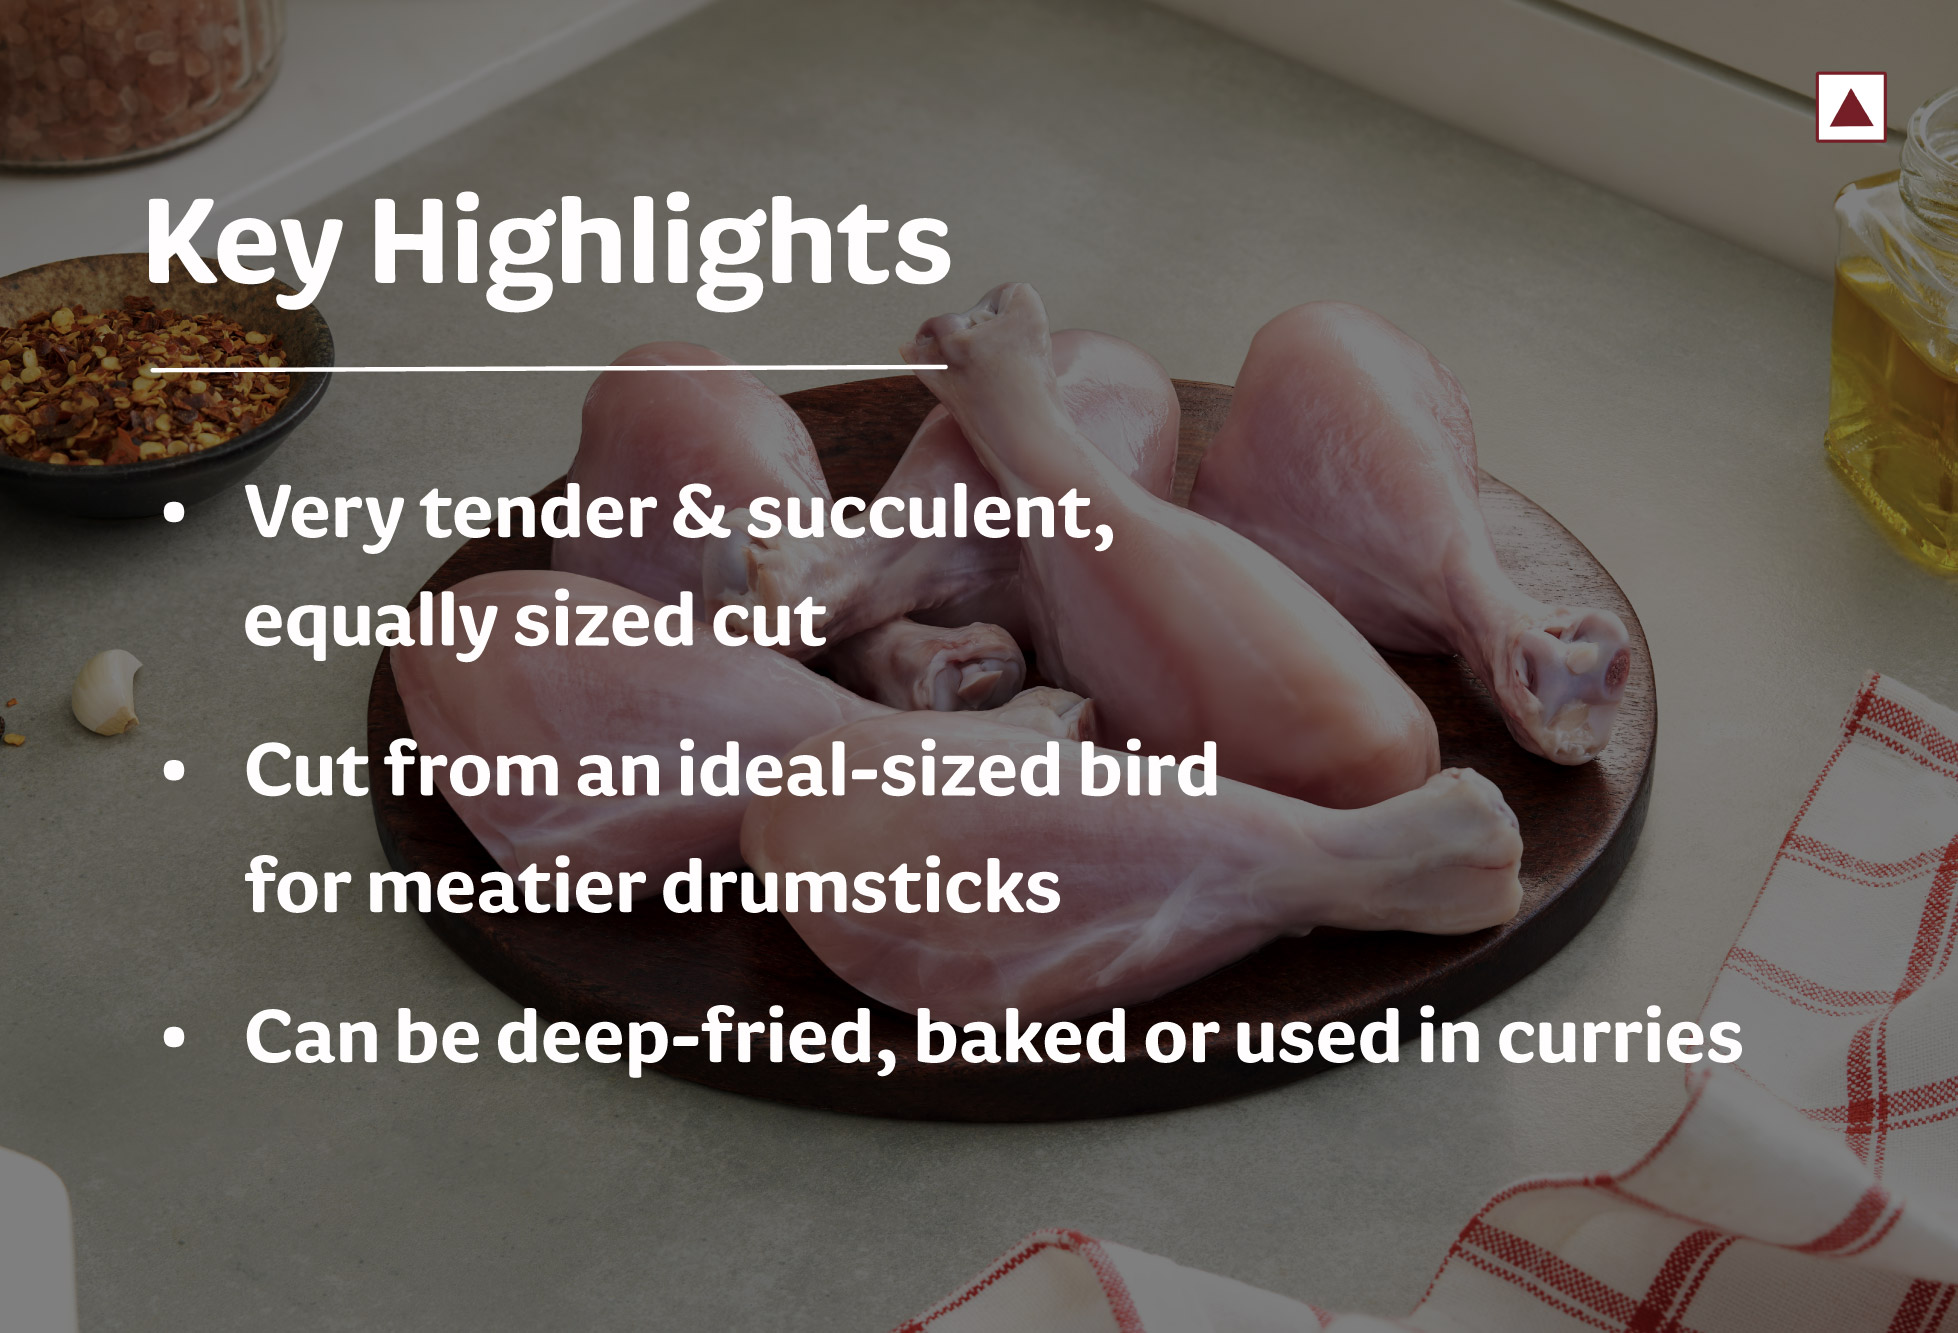 Key Highlights
• Very tender & succulent,
equally sized cut
• Cut from an ideal-sized bird
for meatier drumsticks
• Can be deep-fried, baked or used in curries